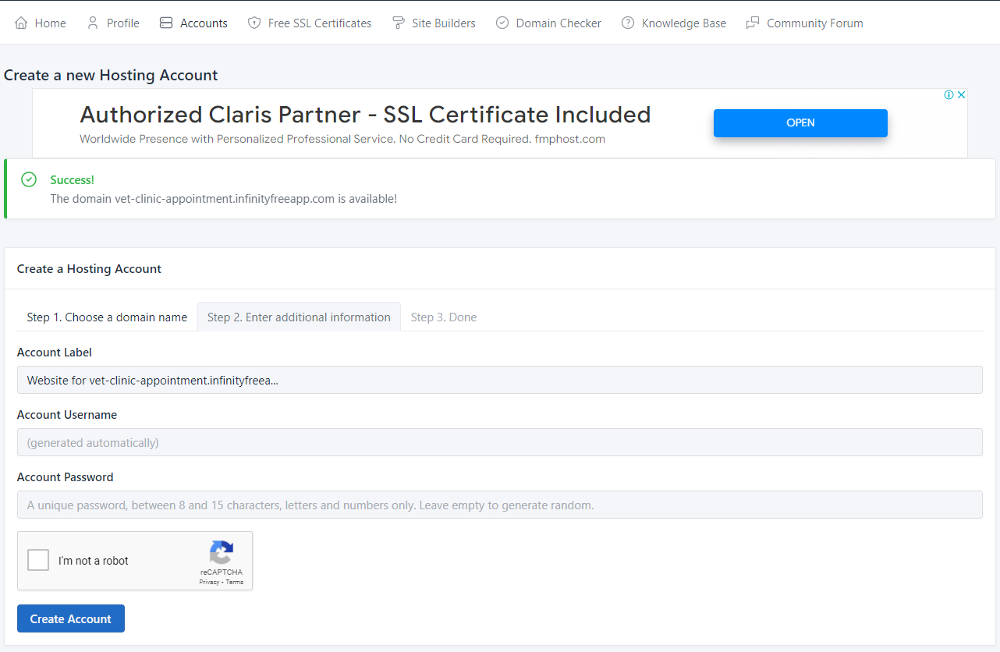 Home Profile Accounts Free SSL Certificates Site Builders Domain Checker Knowledge Base Community Forum
Create a new Hosting Account
Authorized Claris Partner - SSL Certificate Included
Worldwide Presence with Personalized Professional Service. No Credit Card Required. fmphost.com
OPEN
Success!
The domain vet-clinic-appointment.infinityfreeapp.com is available!
Create a Hosting Account
Step 1. Choose a domain name Step 2. Enter additional information Step 3. Done
Account Label
Website for vet-clinic-appointment.infinityfreea...
Account Username
(generated automatically)
Account Password
A unique password, between 8 and 15 characters, letters and numbers only. Leave empty to generate random.
I'm not a robot
reCAPTCHA
Privacy - Terms
Create Account